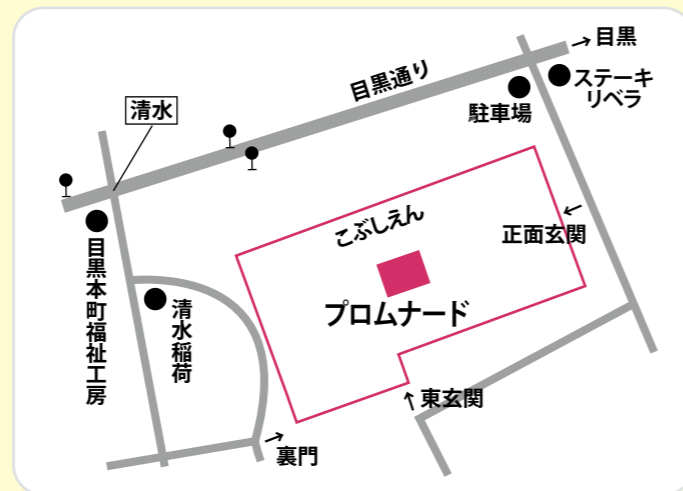 目黒
目黒通り
ステーキ
リベラ
駐車場
清水
こぶしえん
正面玄関
プロムナード
目黒本町福祉工房
清水稲荷
東玄関
裏門